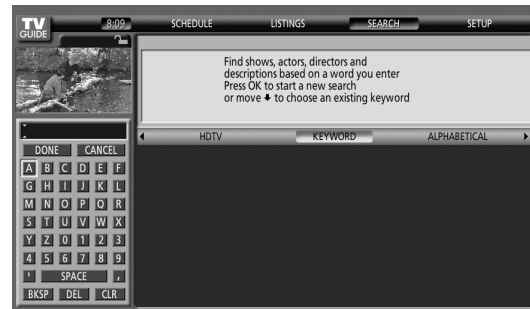 TV
GUIDE
8:09
SCHEDULE LISTINGS SEARCH SETUP
Find shows, actors, directors and
descriptions based on a word you enter
Press OK to start a new search
or move ↓ to choose an existing keyword
HDTV KEYWORD ALPHABETICAL
DONE CANCEL
A B C D E F
G H I J K L
M N O P Q R
S T U V W X
Y Z 0 1 2 3
4 5 6 7 8 9
' SPACE ,
BKSP DEL CLR